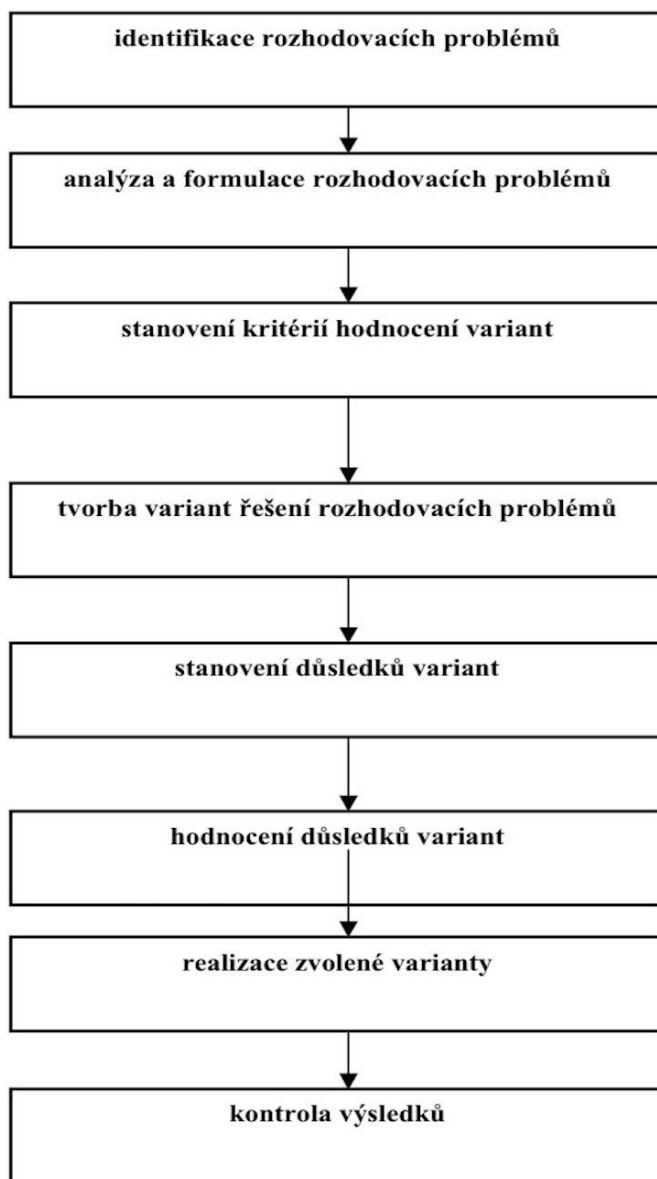 identifikace rozhodovacích problémů
analýza a formulace rozhodovacích problémů
stanovení kritérií hodnocení variant
tvorba variant řešení rozhodovacích problémů
stanovení důsledků variant
hodnocení důsledků variant
realizace zvolené varianty
kontrola výsledků